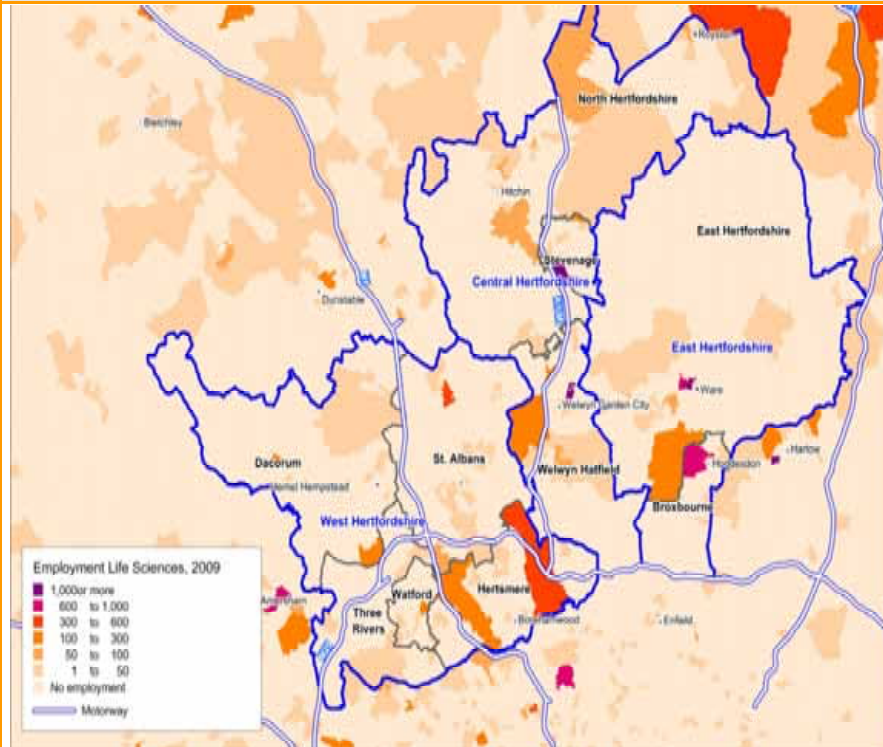 Royston
North Hertfordshire
Bletchley
Hitchin
East Hertfordshire
Stevenage
Central Hertfordshire
Dunstable
East Hertfordshire
Ware
Welwyn Garden City
St. Albans
Harlow
Dacorum
Hoddesdon
Welwyn Hatfield
Hemel Hempstead
Broxbourne
West Hertfordshire
Employment Life Sciences, 2009
1,000or more
600 to 1,000
300 to 600
100 to 300
50 to 100
1 to 50
No employment
Motorway
Amersham
Watford
Hertsmere
Three
Rivers
Borehamwood
Enfield